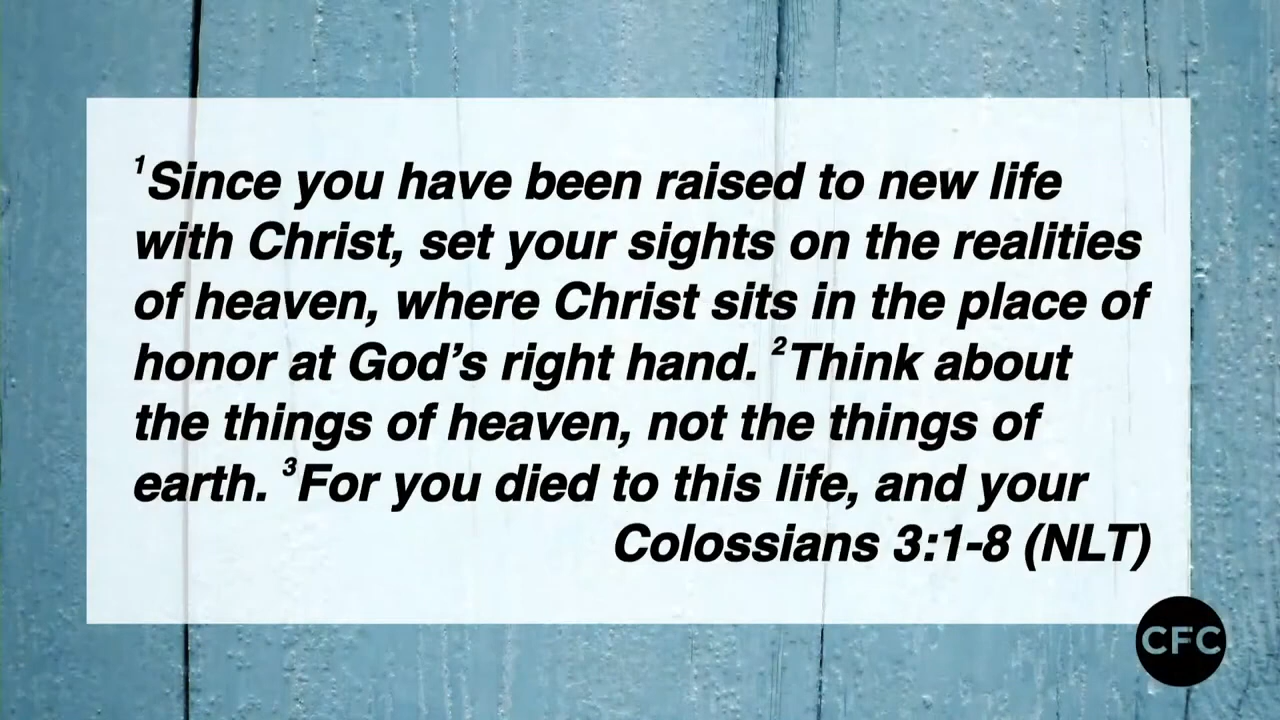 ¹Since you have been raised to new life
with Christ, set your sights on the realities
of heaven, where Christ sits in the place of
honor at God’s right hand. ²Think about
the things of heaven, not the things of
earth. ³For you died to this life, and your
Colossians 3:1-8 (NLT)
CFC